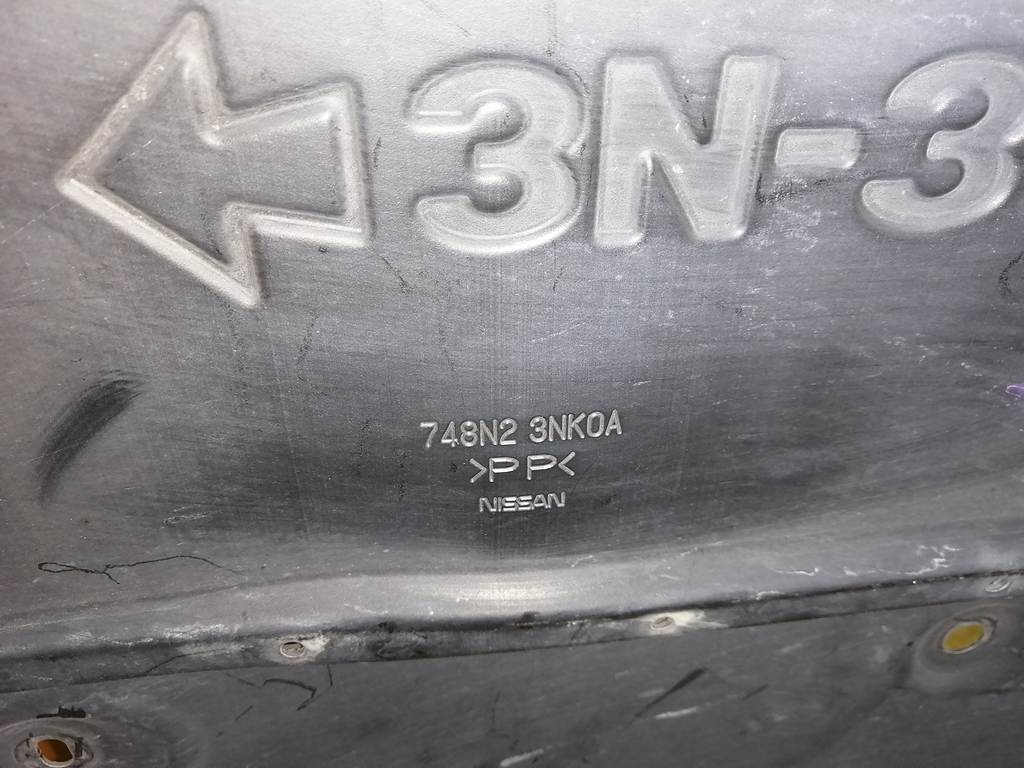 3N-3
748N2 3NK0A
>PP<
NISSAN